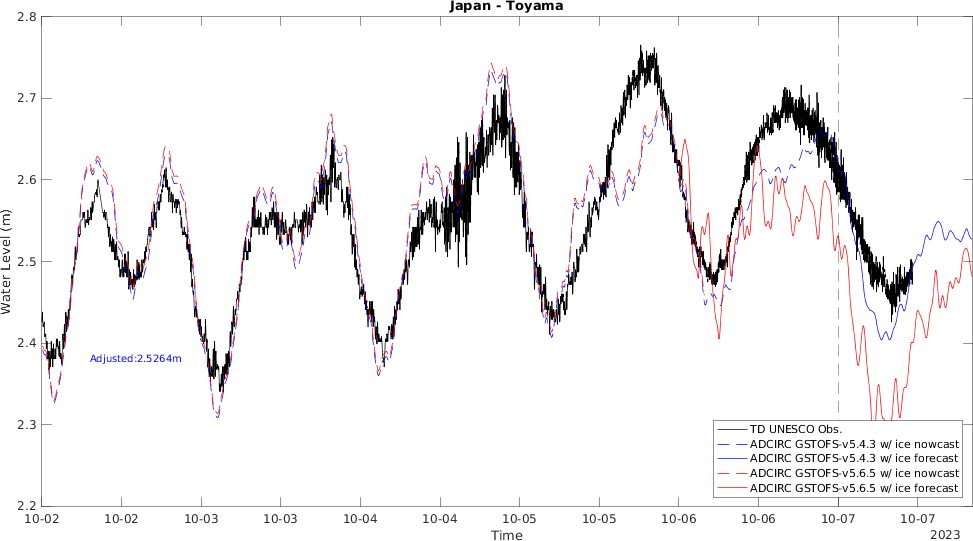 Japan - Toyama
2.8
2.7
2.6
2.5
2.4
2.3
2.2
Water Level (m)
Adjusted:2.5264m
TD UNESCO Obs.
ADCIRC GSTOFS-v5.4.3 w/ ice nowcast
ADCIRC GSTOFS-v5.4.3 w/ ice forecast
ADCIRC GSTOFS-v5.6.5 w/ ice nowcast
ADCIRC GSTOFS-v5.6.5 w/ ice forecast
10-02 10-02 10-03 10-03 10-04 10-04 10-05 10-05 10-06 10-06 10-07 10-07
Time
2023